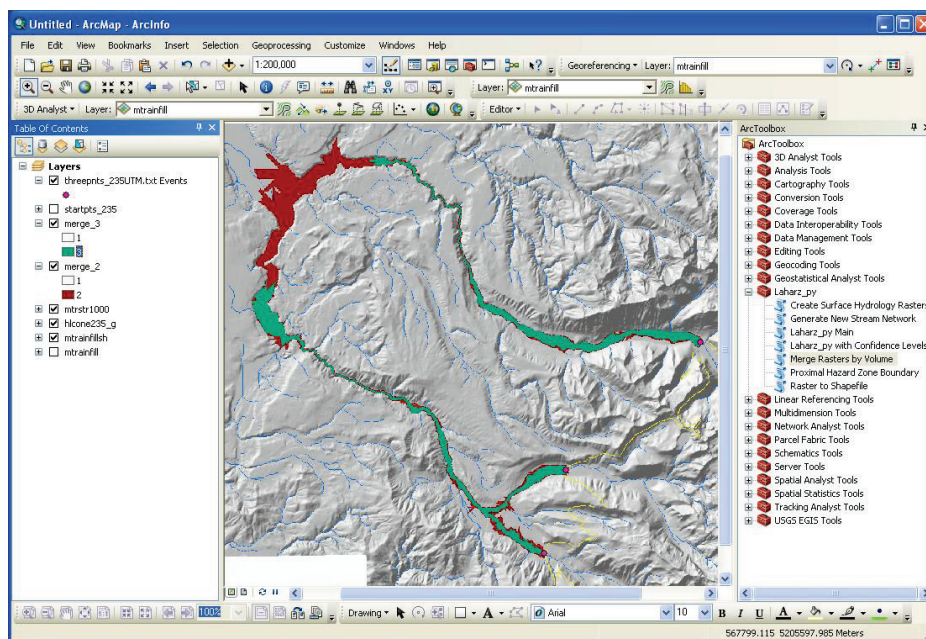 Untitled - ArcMap - ArcInfo
File Edit View Bookmarks Insert Selection Geoprocessing Customize Windows Help
1:200,000
Georeferencing Layer: mtrainfill
Layer: mtrainfill
3D Analyst Layer: mtrainfill
Editor
Table Of Contents
Layers
threepnts_235UTM.txt Events
startpts_235
merge_3
1
3
merge_2
1
2
mtrstr1000
hlcone235_g
mtrainfillsh
mtrainfill
ArcToolbox
ArcToolbox
3D Analyst Tools
Analysis Tools
Cartography Tools
Conversion Tools
Coverage Tools
Data Interoperability Tools
Data Management Tools
Editing Tools
Geocoding Tools
Geostatistical Analyst Tools
Laharz_py
Create Surface Hydrology Rasters
Generate New Stream Network
Laharz_py Main
Laharz_py with Confidence Levels
Merge Rasters by Volume
Proximal Hazard Zone Boundary
Raster to Shapefile
Linear Referencing Tools
Multidimension Tools
Network Analyst Tools
Parcel Fabric Tools
Schematics Tools
Server Tools
Spatial Analyst Tools
Spatial Statistics Tools
Tracking Analyst Tools
USGS EGIS Tools
100%
Drawing A Arial 10 B I U A
567799.115 5205597.985 Meters